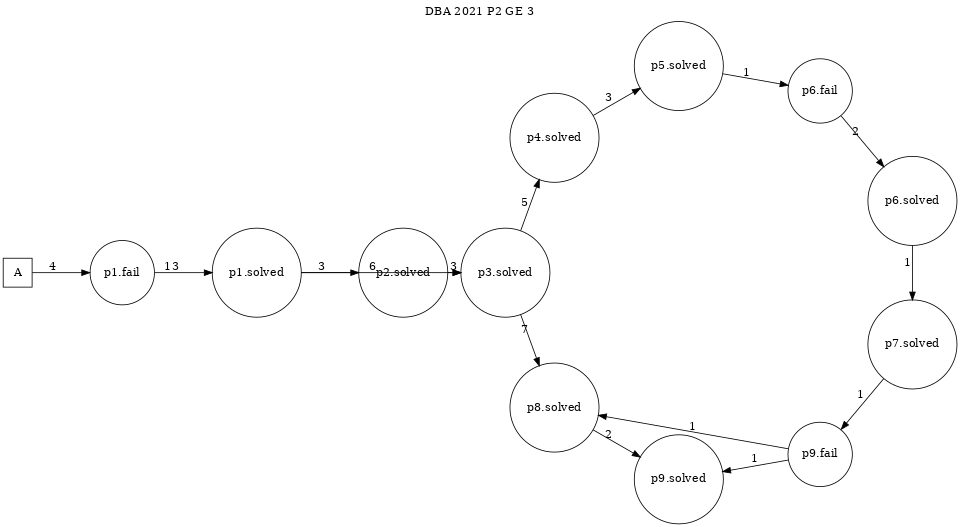 DBA 2021 P2 GE 3
p5.solved
1
p6.fail
3
p4.solved
2
p6.solved
5
A
4
p1.fail
13
p1.solved
3
6
p2.solved
3
p3.solved
1
7
p7.solved
p8.solved
1
1
2
1
p9.fail
p9.solved